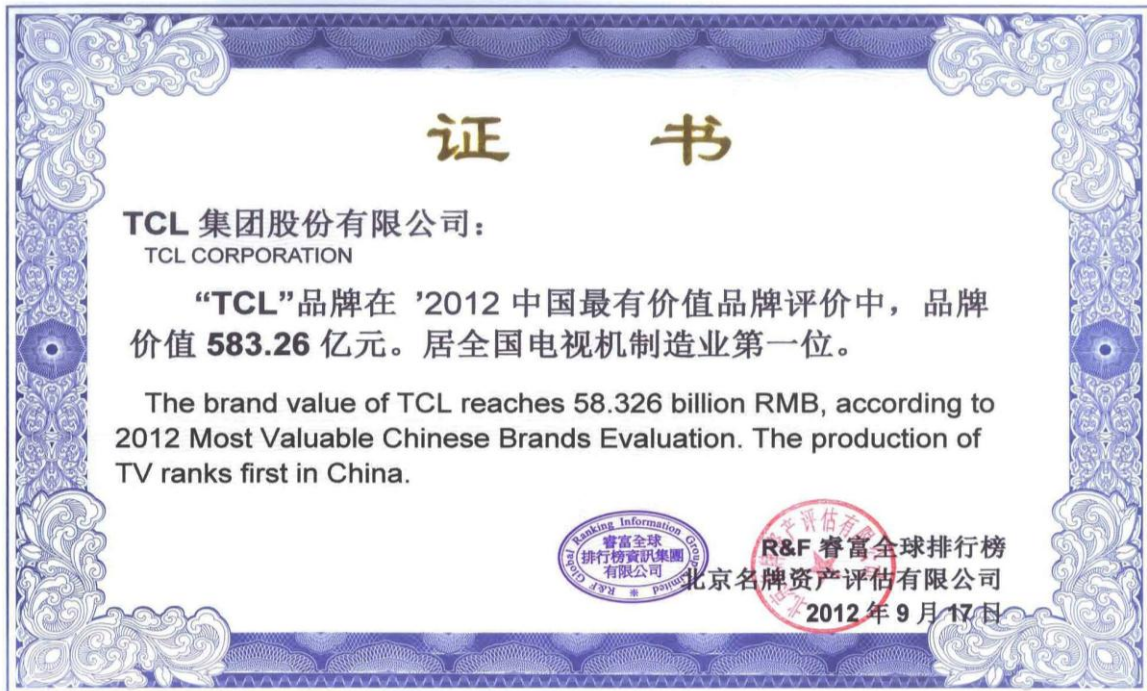 证 书
TCL 集团股份有限公司：
TCL CORPORATION
“TCL”品牌在 ’2012 中国最有价值品牌评价中，品牌
价值 583.26 亿元。居全国电视机制造业第一位。
The brand value of TCL reaches 58.326 billion RMB, according to
2012 Most Valuable Chinese Brands Evaluation. The production of
TV ranks first in China.
R&F Global Ranking Information Group Limited
睿富全球
排行榜資訊集團
有限公司
R&F 睿富全球排行榜
北京名牌资产评估有限公司
2012 年 9 月 17 日